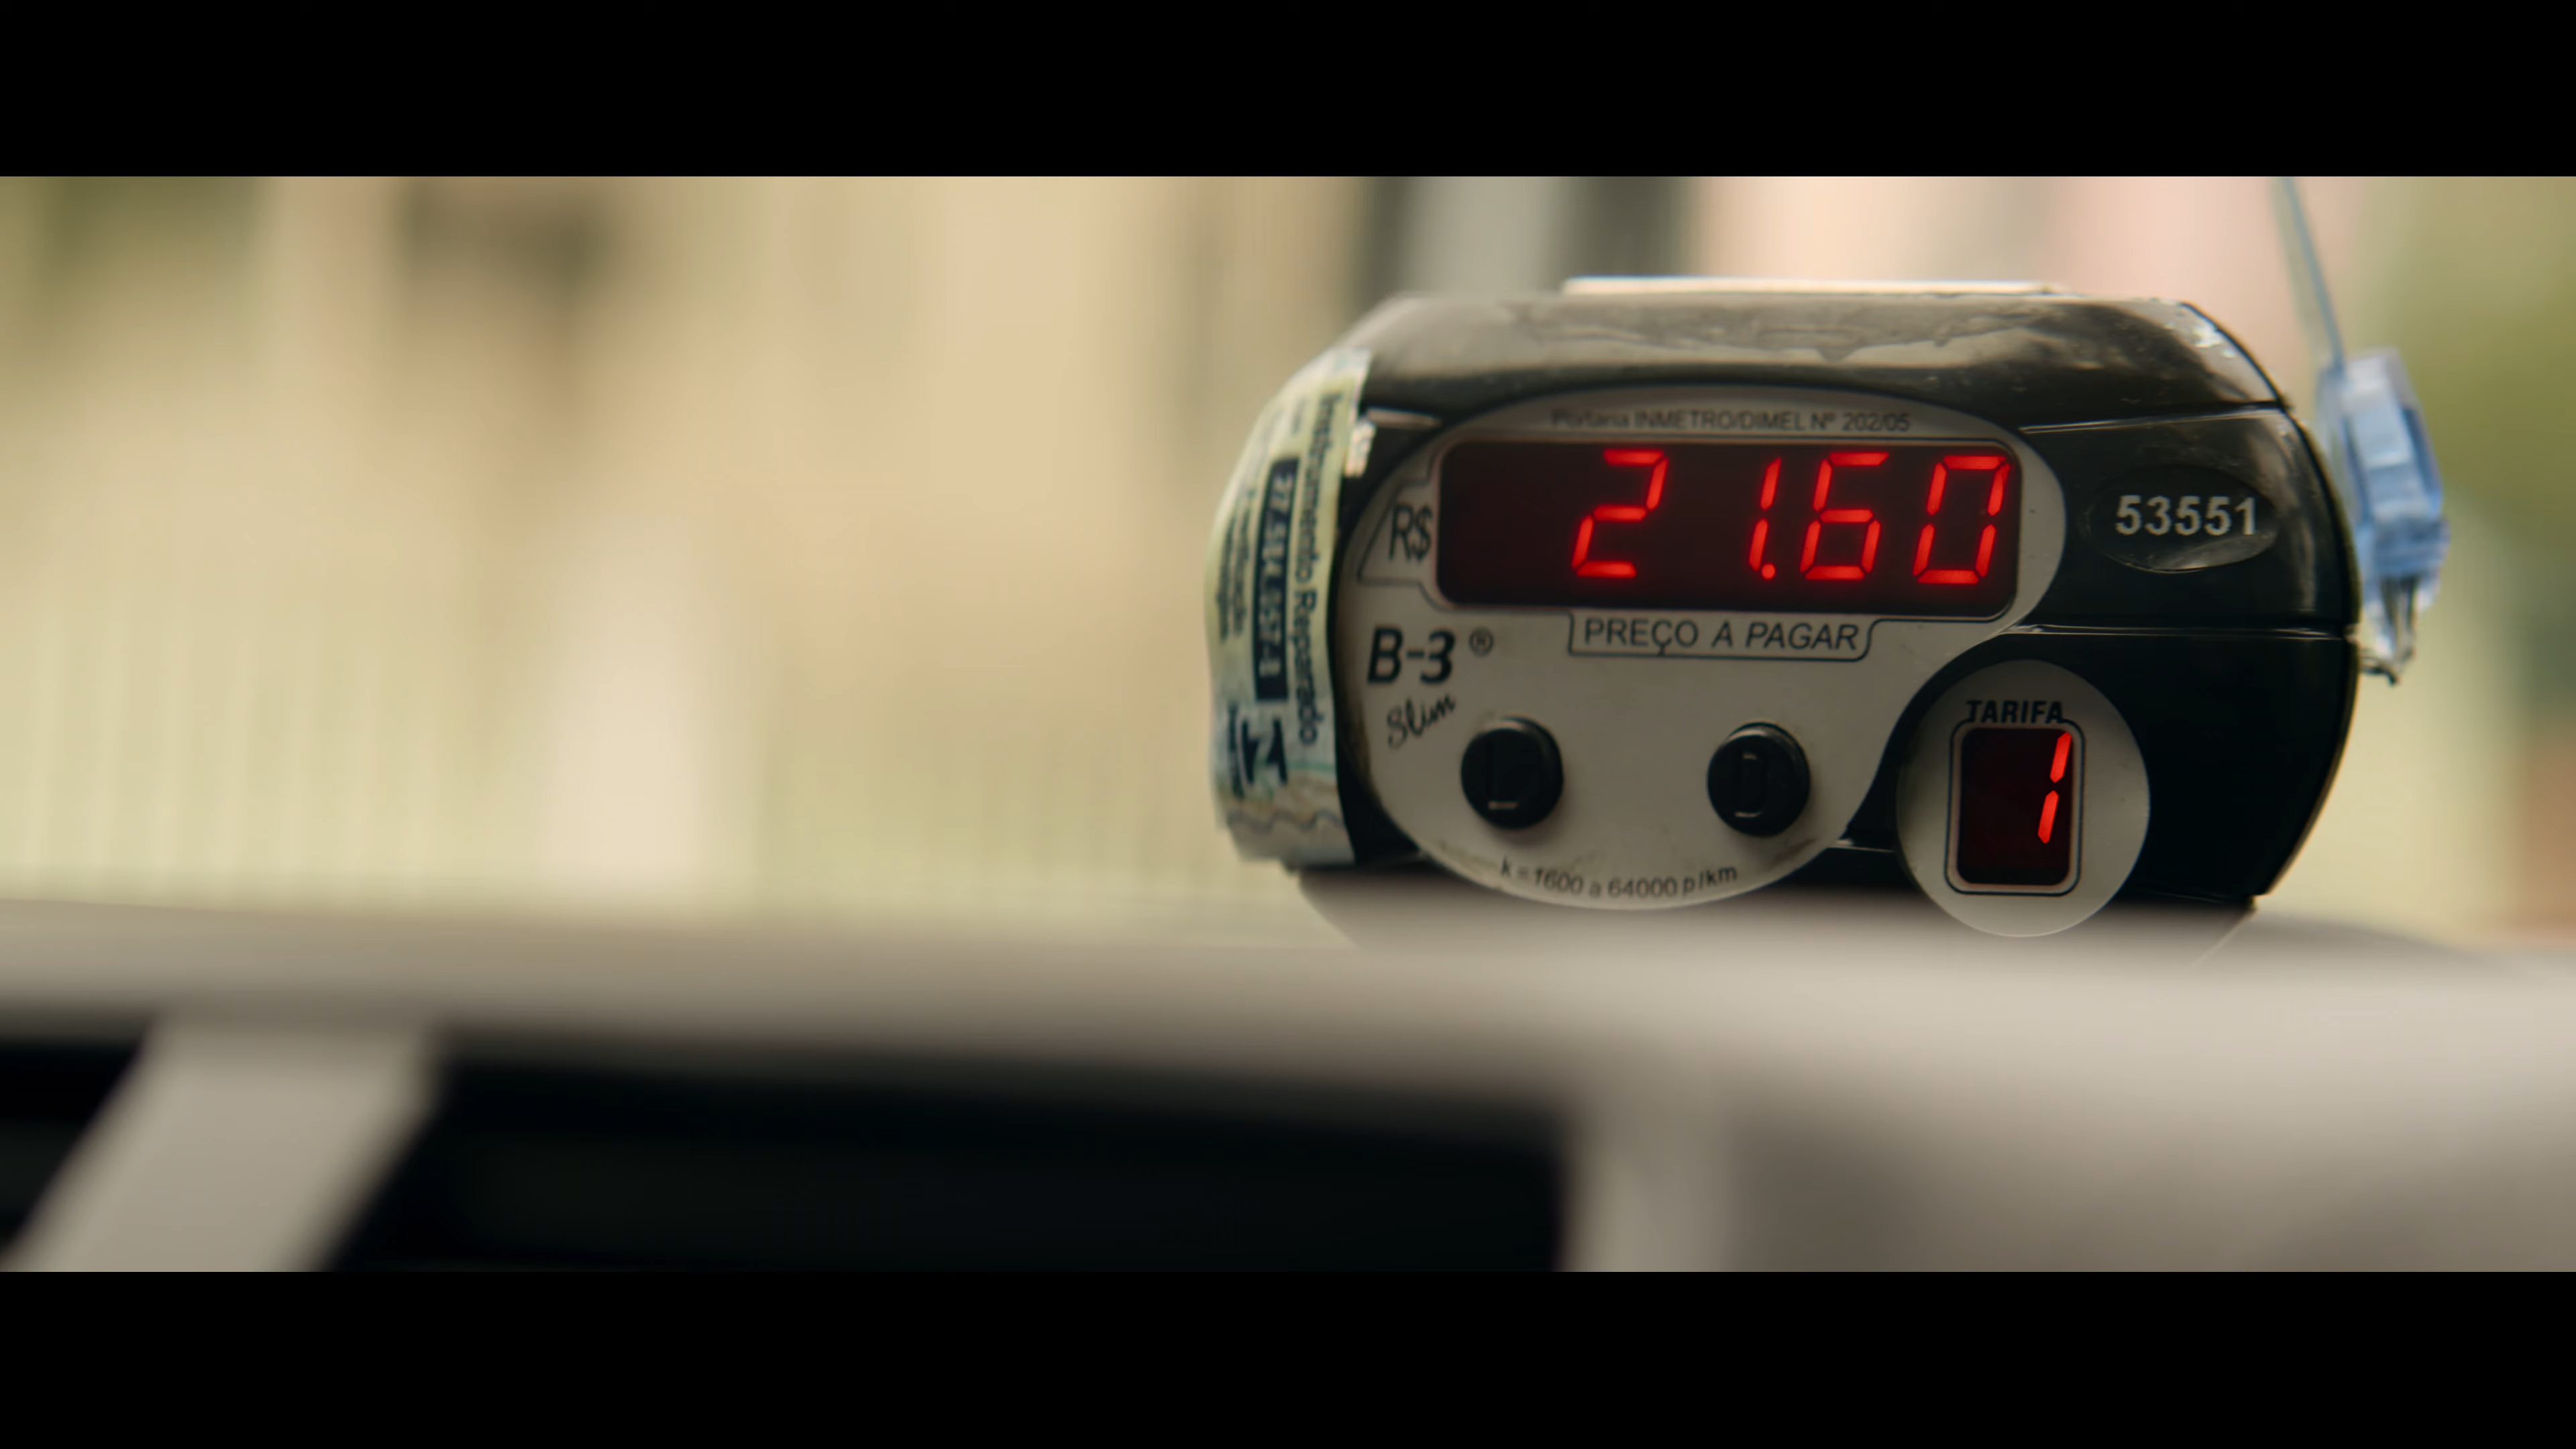 Portaria INMETRO/DIMEL Nº 202/05
R$
21.60
53551
PREÇO A PAGAR
B-3 ®
Slim
TARIFA
1
L
D
k = 1600 a 64000 p/km
Instrumento Reparado